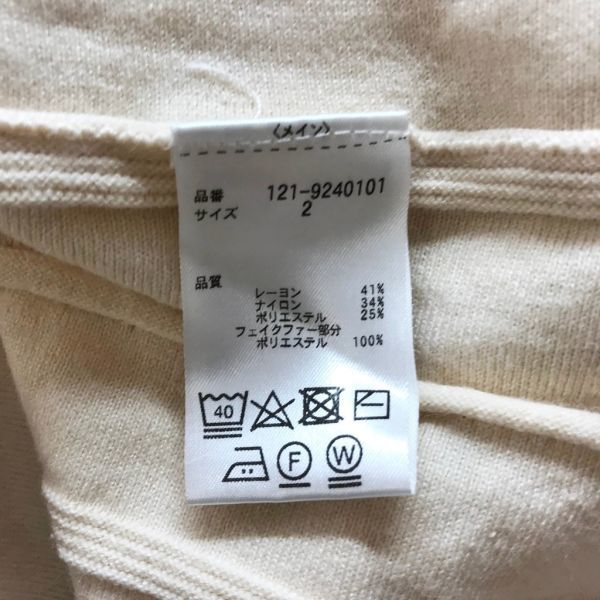 〈メイン〉
品番 121-9240101
サイズ 2
品質
レーヨン 41%
ナイロン 34%
ポリエステル 25%
フェイクファー部分
ポリエステル 100%
40
F W